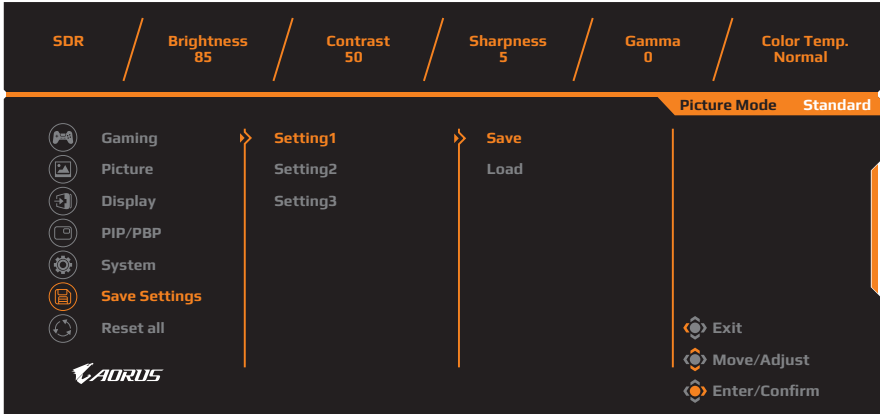 SDR Brightness Contrast Sharpness Gamma Color Temp.
85 50 5 0 Normal
Picture Mode Standard
Gaming Setting1 Save
Picture Setting2 Load
Display Setting3
PIP/PBP
System
Save Settings
Reset all
Exit
AORUS
Move/Adjust
Enter/Confirm